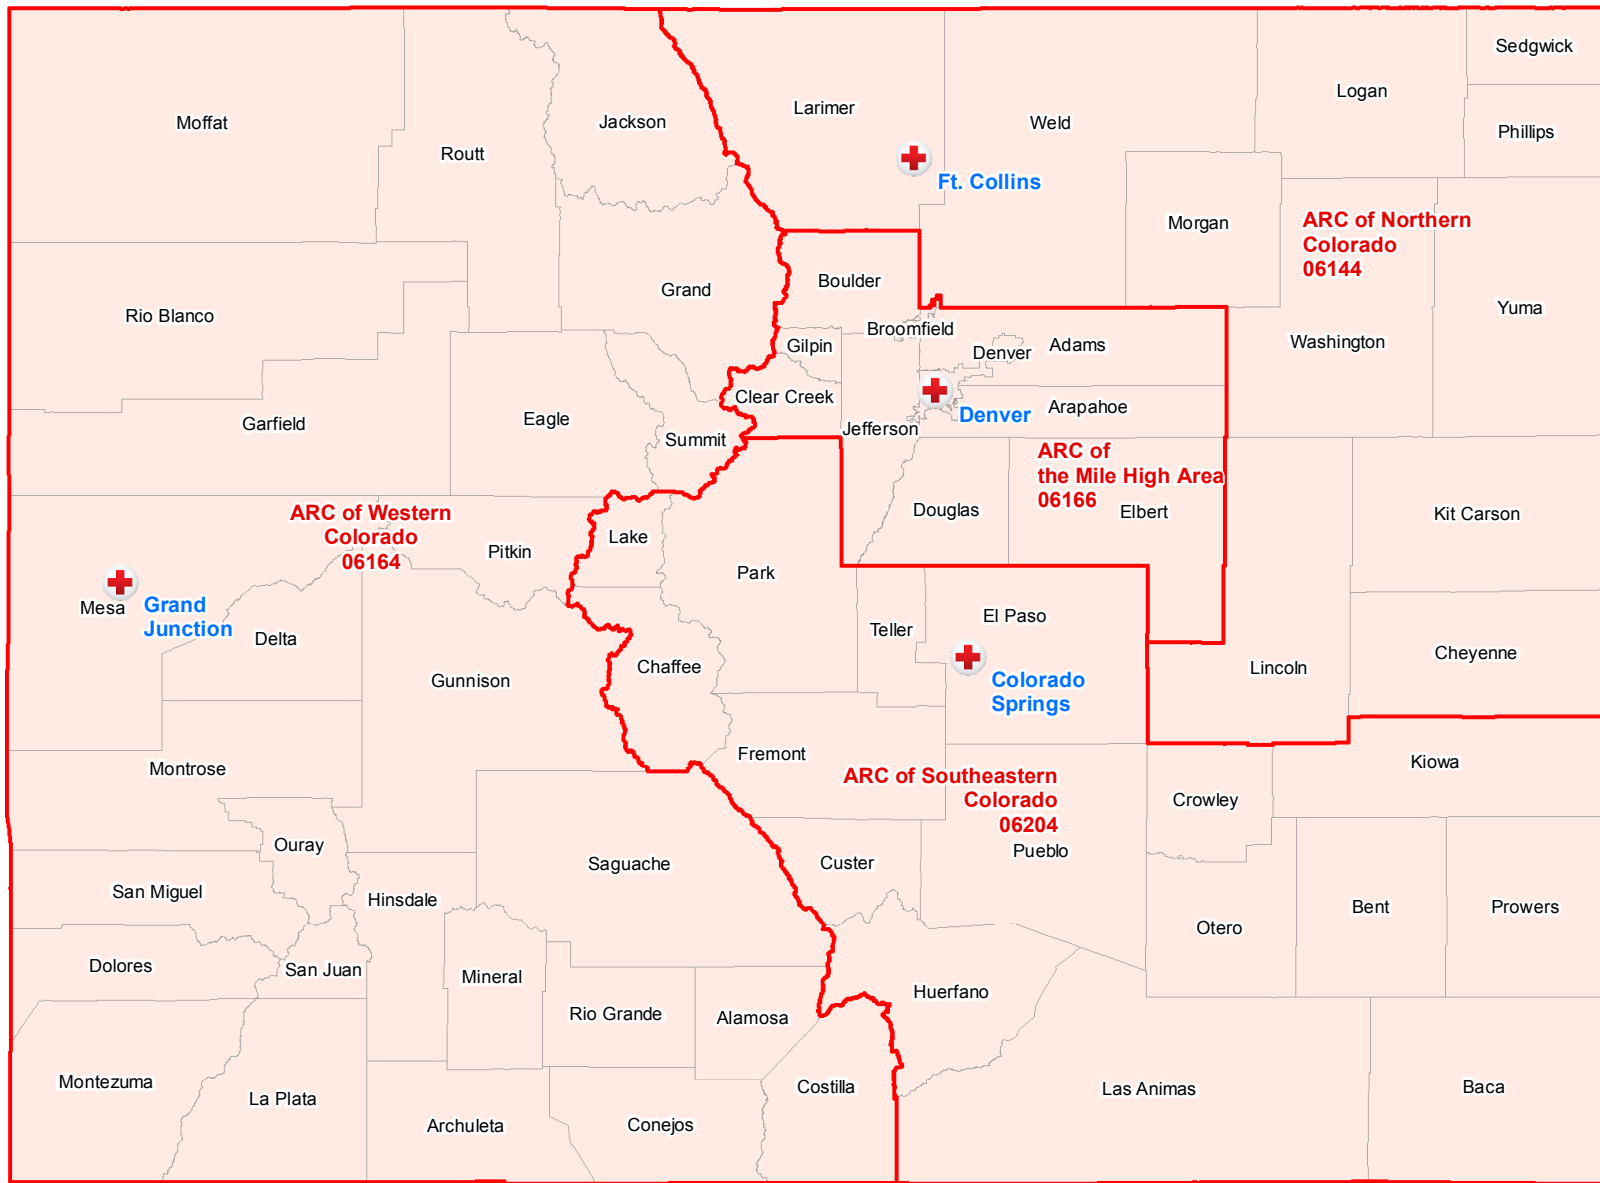 Sedgwick
Logan
Larimer
Weld
Moffat
Jackson
Phillips
Routt
Ft. Collins
Morgan
ARC of Northern
Colorado
06144
Boulder
Grand
Yuma
Rio Blanco
Broomfield
Gilpin
Denver
Adams
Washington
Clear Creek
Arapahoe
Denver
Eagle
Garfield
Jefferson
Summit
ARC of
the Mile High Area
06166
ARC of Western
Colorado
06164
Douglas
Elbert
Kit Carson
Lake
Pitkin
Park
Mesa
Grand
Junction
El Paso
Teller
Delta
Cheyenne
Chaffee
Lincoln
Gunnison
Colorado
Springs
Fremont
Montrose
Kiowa
ARC of Southeastern
Colorado
06204
Crowley
Ouray
Pueblo
Saguache
Custer
San Miguel
Hinsdale
Bent
Prowers
Otero
Dolores
San Juan
Mineral
Huerfano
Rio Grande
Alamosa
Montezuma
Costilla
Las Animas
Baca
La Plata
Archuleta
Conejos